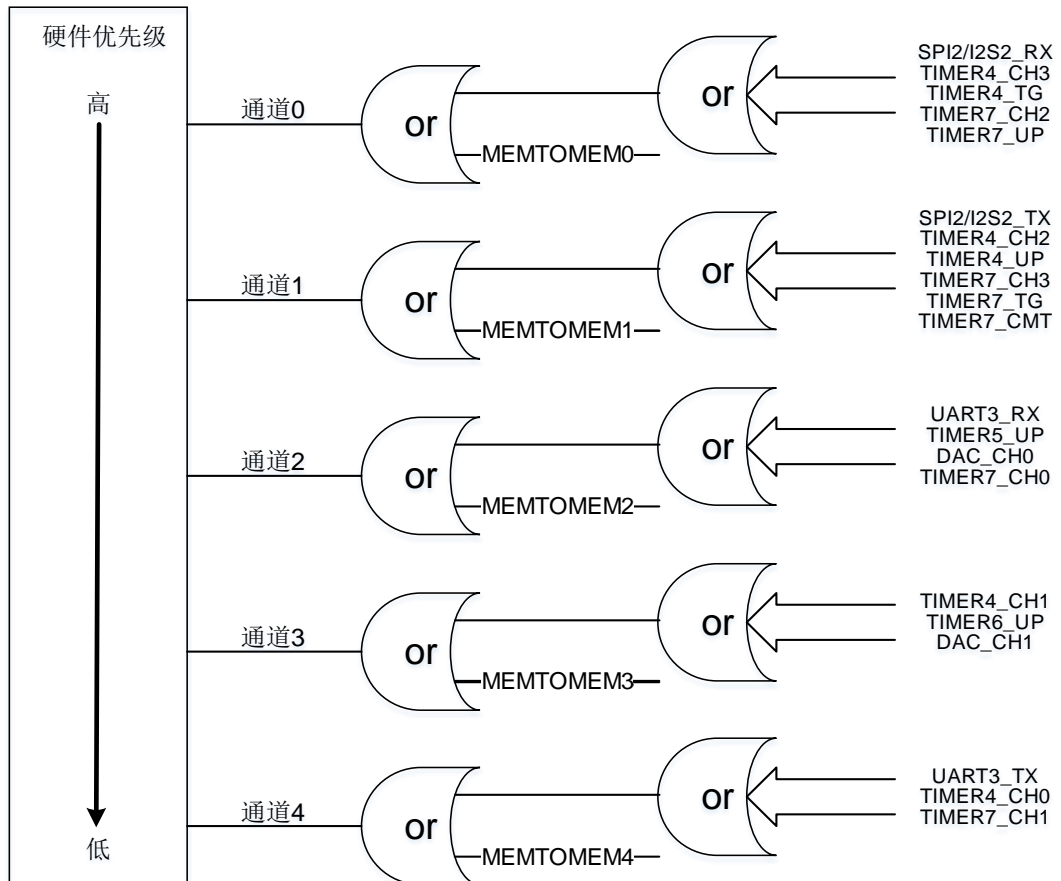 硬件优先级
高
低
通道0
or
MEMTOMEM0
or
SPI2/I2S2_RX
TIMER4_CH3
TIMER4_TG
TIMER7_CH2
TIMER7_UP
通道1
or
MEMTOMEM1
or
SPI2/I2S2_TX
TIMER4_CH2
TIMER4_UP
TIMER7_CH3
TIMER7_TG
TIMER7_CMT
通道2
or
MEMTOMEM2
or
UART3_RX
TIMER5_UP
DAC_CH0
TIMER7_CH0
通道3
or
MEMTOMEM3
or
TIMER4_CH1
TIMER6_UP
DAC_CH1
通道4
or
MEMTOMEM4
or
UART3_TX
TIMER4_CH0
TIMER7_CH1